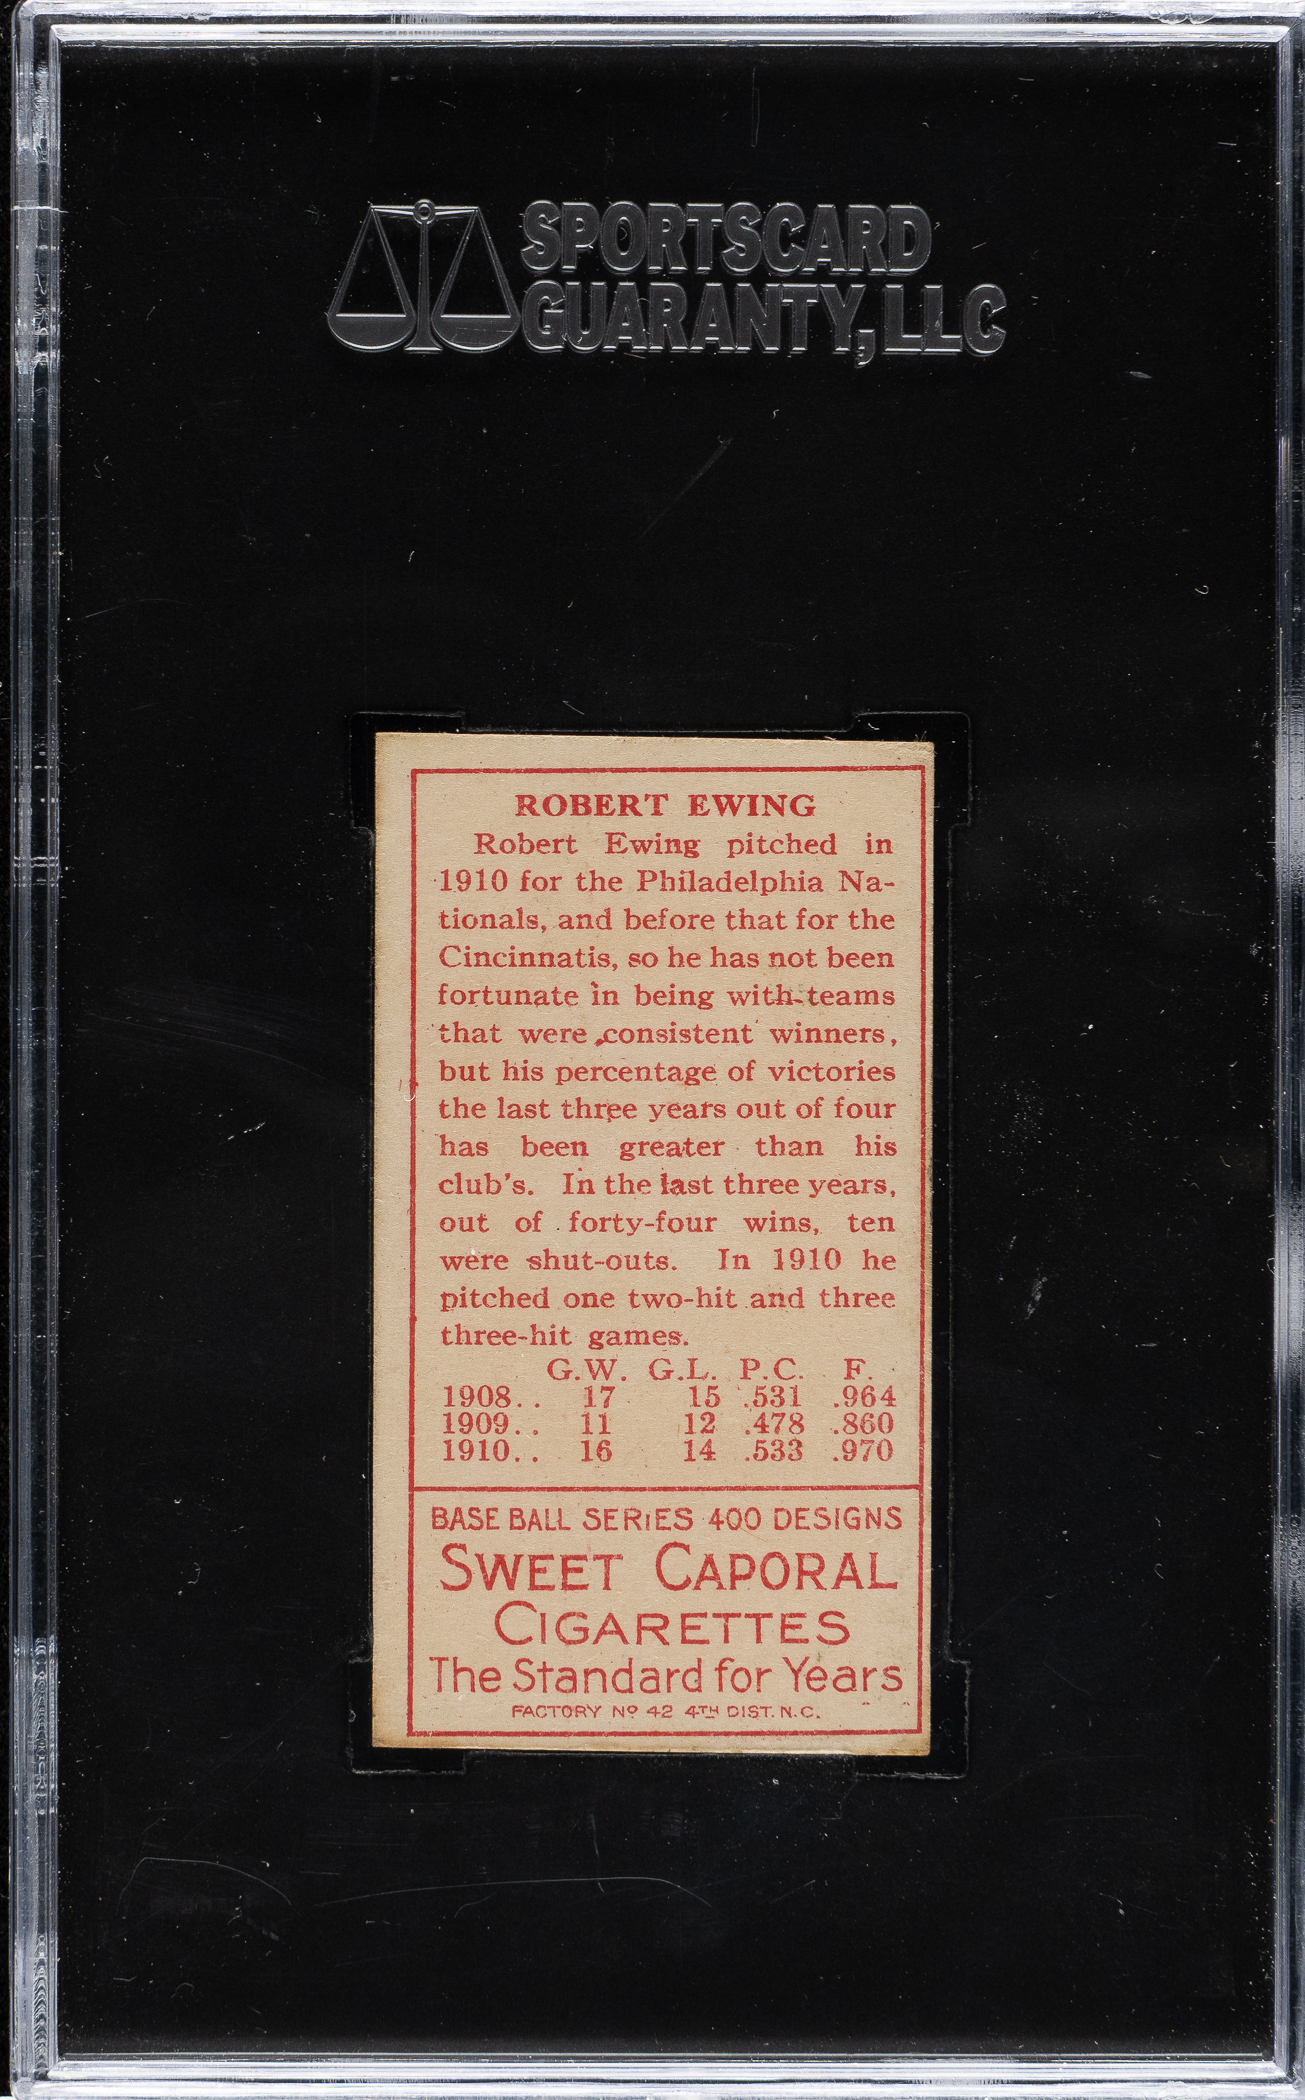 SPORTSCARD
GUARANTY, LLC
ROBERT EWING
Robert Ewing pitched in
1910 for the Philadelphia Na-
tionals, and before that for the
Cincinnatis, so he has not been
fortunate in being with teams
that were consistent winners,
but his percentage of victories
the last three years out of four
has been greater than his
club's. In the last three years,
out of forty-four wins, ten
were shut-outs. In 1910 he
pitched one two-hit and three
three-hit games.
G.W. G.L. P.C. F.
1908.. 17 15 .531 .964
1909.. 11 12 .478 .860
1910.. 16 14 .533 .970
BASE BALL SERIES 400 DESIGNS
SWEET CAPORAL
CIGARETTES
The Standard for Years
FACTORY No 42 4TH DIST. N.C.